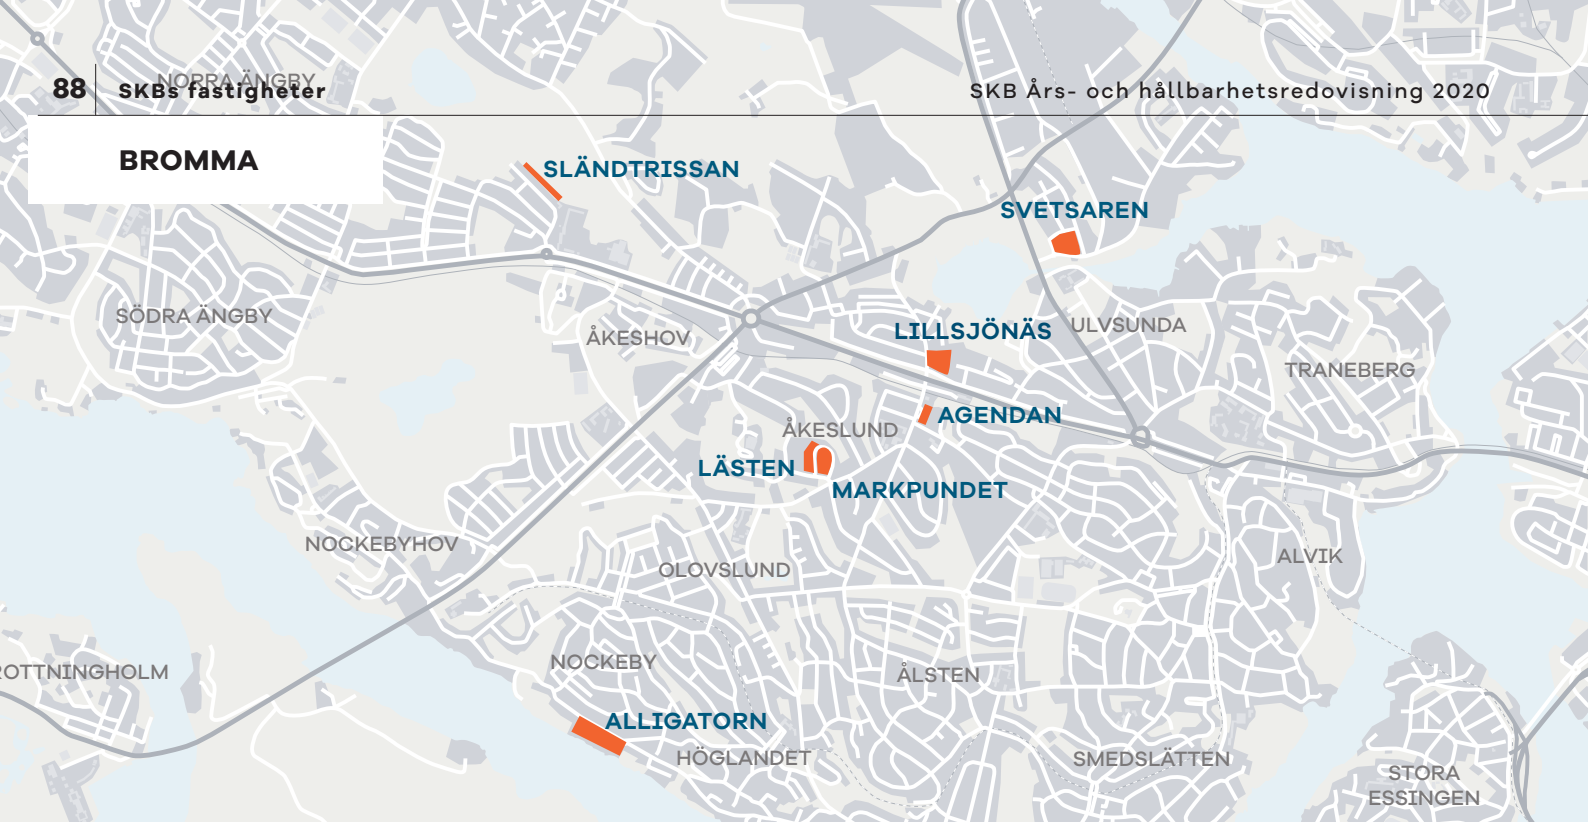 88
SKBs fastigheter
NORRA ÄNGBY
SKB Års- och hållbarhetsredovisning 2020
BROMMA
SLÄNDTRISSAN
SVETSAREN
SÖDRA ÄNGBY
ÅKESHOV
LILLSJÖNÄS
ULVSUNDA
TRANEBERG
AGENDAN
ÅKESLUND
LÄSTEN
MARKPUNDET
NOCKEBYHOV
ALVIK
OLOVSLUND
NOCKEBY
ROTTNINGHOLM
ÅLSTEN
ALLIGATORN
HÖGLANDET
SMEDSLÄTTEN
STORA
ESSINGEN